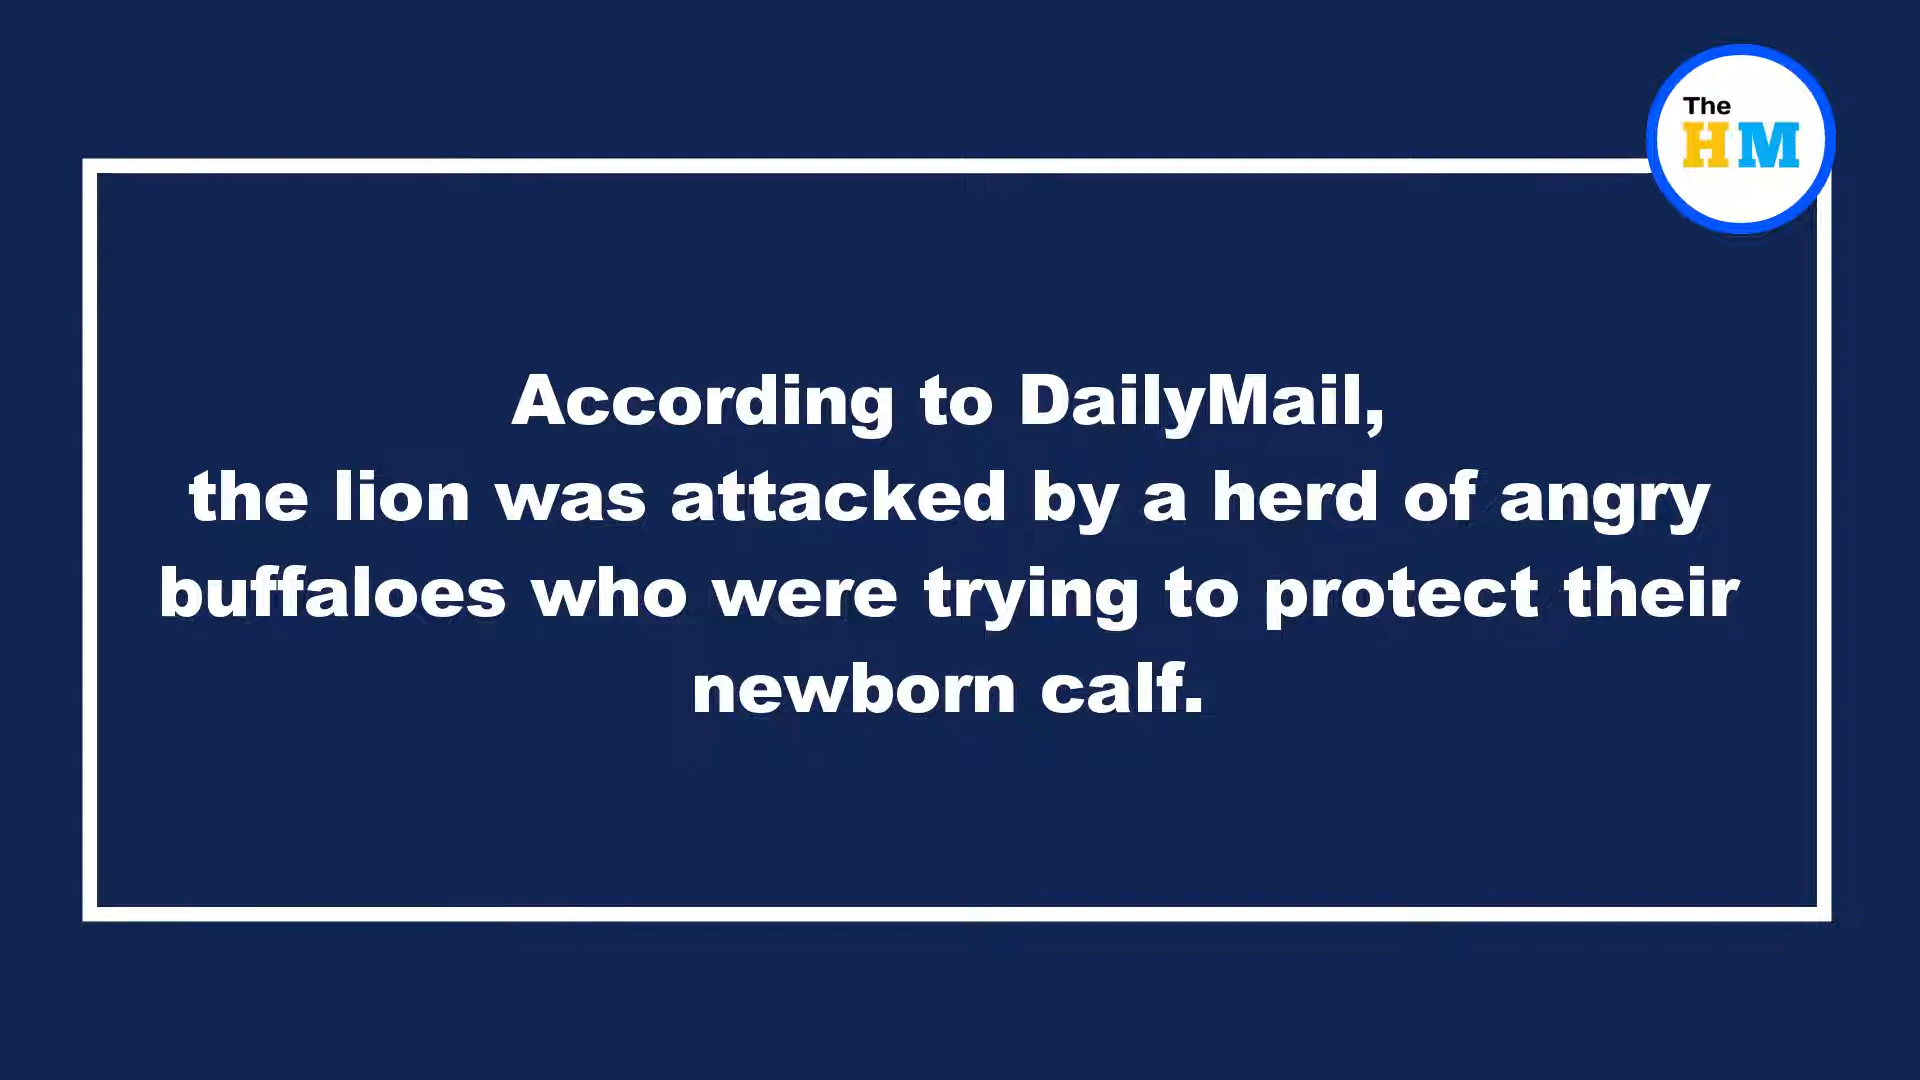 The
HM
According to DailyMail,
the lion was attacked by a herd of angry
buffaloes who were trying to protect their
newborn calf.